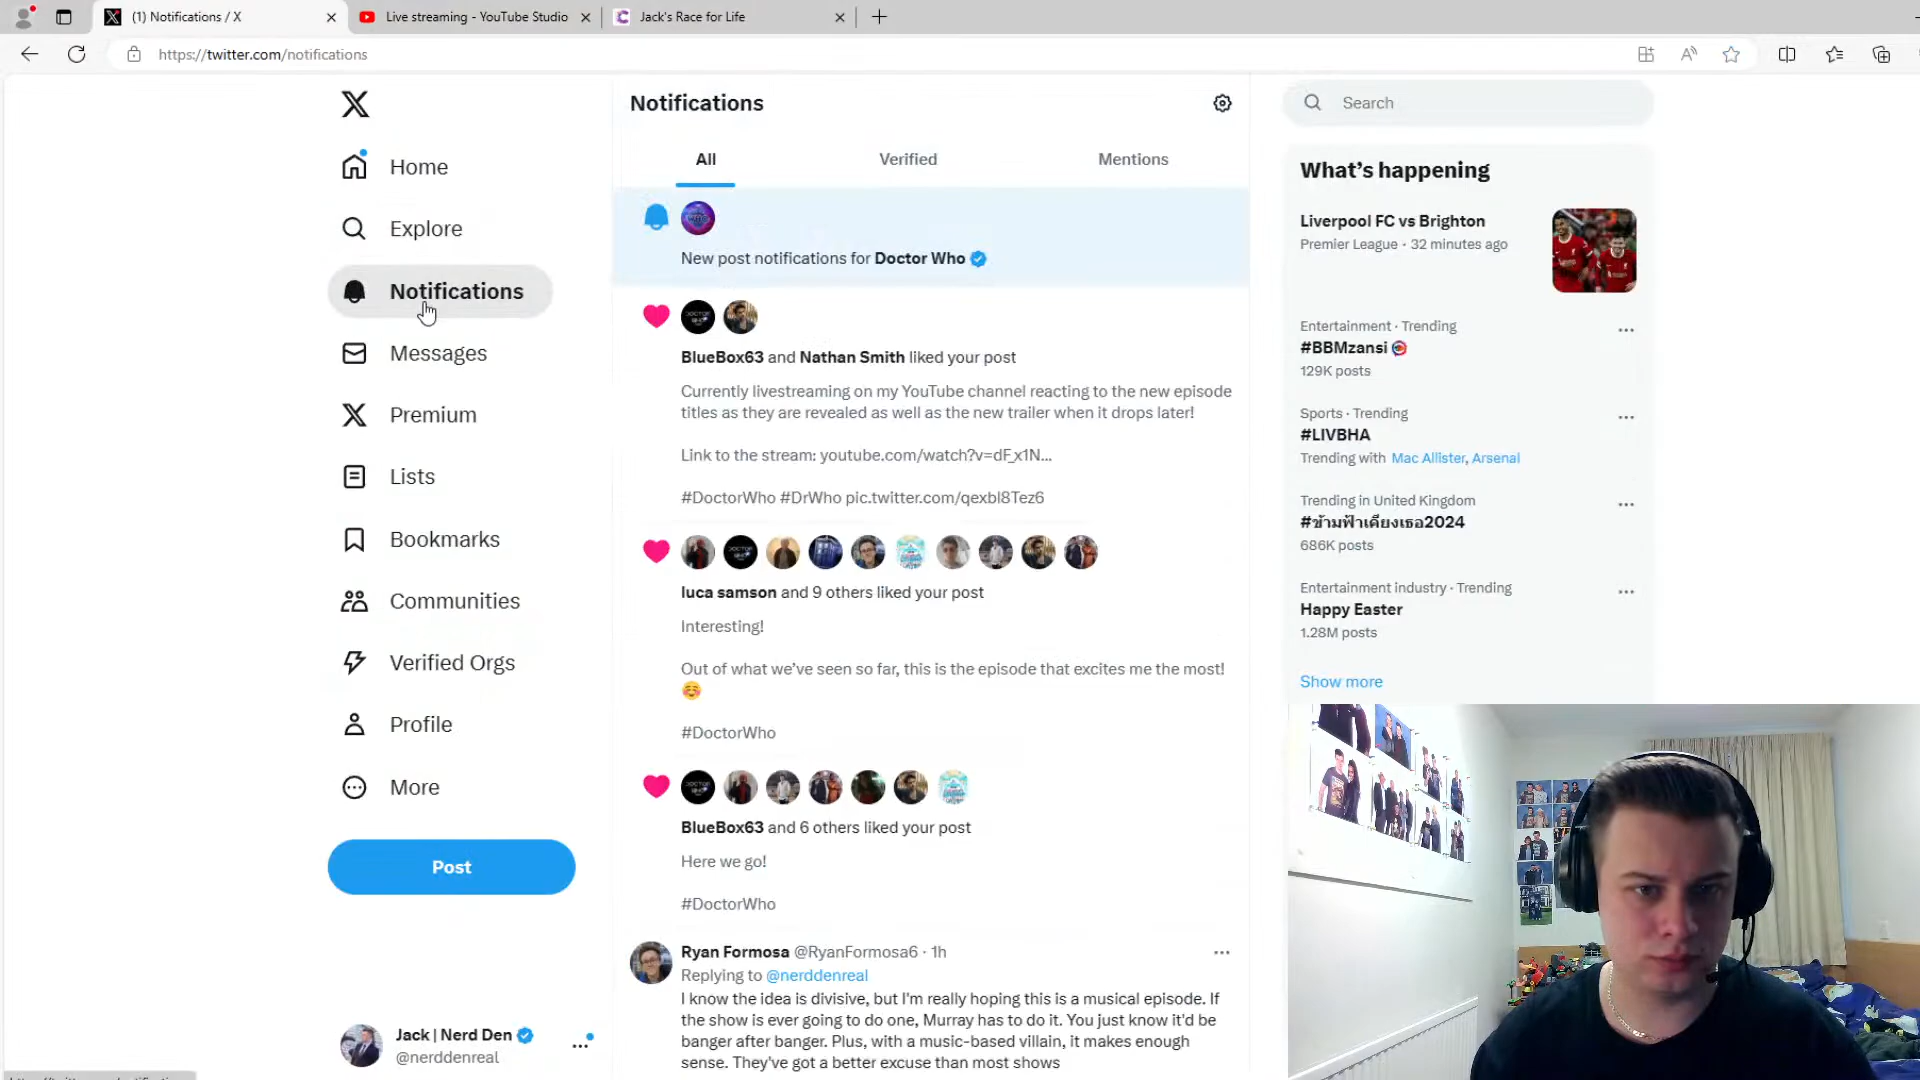 (1) Notifications / X
Live streaming - YouTube Studio
Jack's Race for Life
https://twitter.com/notifications
Home
Explore
Notifications
Messages
Premium
Lists
Bookmarks
Communities
Verified Orgs
Profile
More
Post
Jack | Nerd Den
@nerddenreal
Notifications
All Verified Mentions
New post notifications for Doctor Who
BlueBox63 and Nathan Smith liked your post
Currently livestreaming on my YouTube channel reacting to the new episode
titles as they are revealed as well as the new trailer when it drops later!
Link to the stream: youtube.com/watch?v=dF_x1N...
#DoctorWho #DrWho pic.twitter.com/qexbl8Tez6
luca samson and 9 others liked your post
Interesting!
Out of what we’ve seen so far, this is the episode that excites me the most!
☺️
#DoctorWho
BlueBox63 and 6 others liked your post
Here we go!
#DoctorWho
Ryan Formosa @RyanFormosa6 · 1h
Replying to @nerddenreal
I know the idea is divisive, but I'm really hoping this is a musical episode. If
the show is ever going to do one, Murray has to do it. You just know it'd be
banger after banger. Plus, with a music-based villain, it makes enough
sense. They've got a better excuse than most shows
Search
What’s happening
Liverpool FC vs Brighton
Premier League · 32 minutes ago
Entertainment · Trending
#BBMzansi
129K posts
Sports · Trending
#LIVBHA
Trending with Mac Allister, Arsenal
Trending in United Kingdom
#ข้ามฟ้าเคียงเธอ2024
686K posts
Entertainment industry · Trending
Happy Easter
1.28M posts
Show more